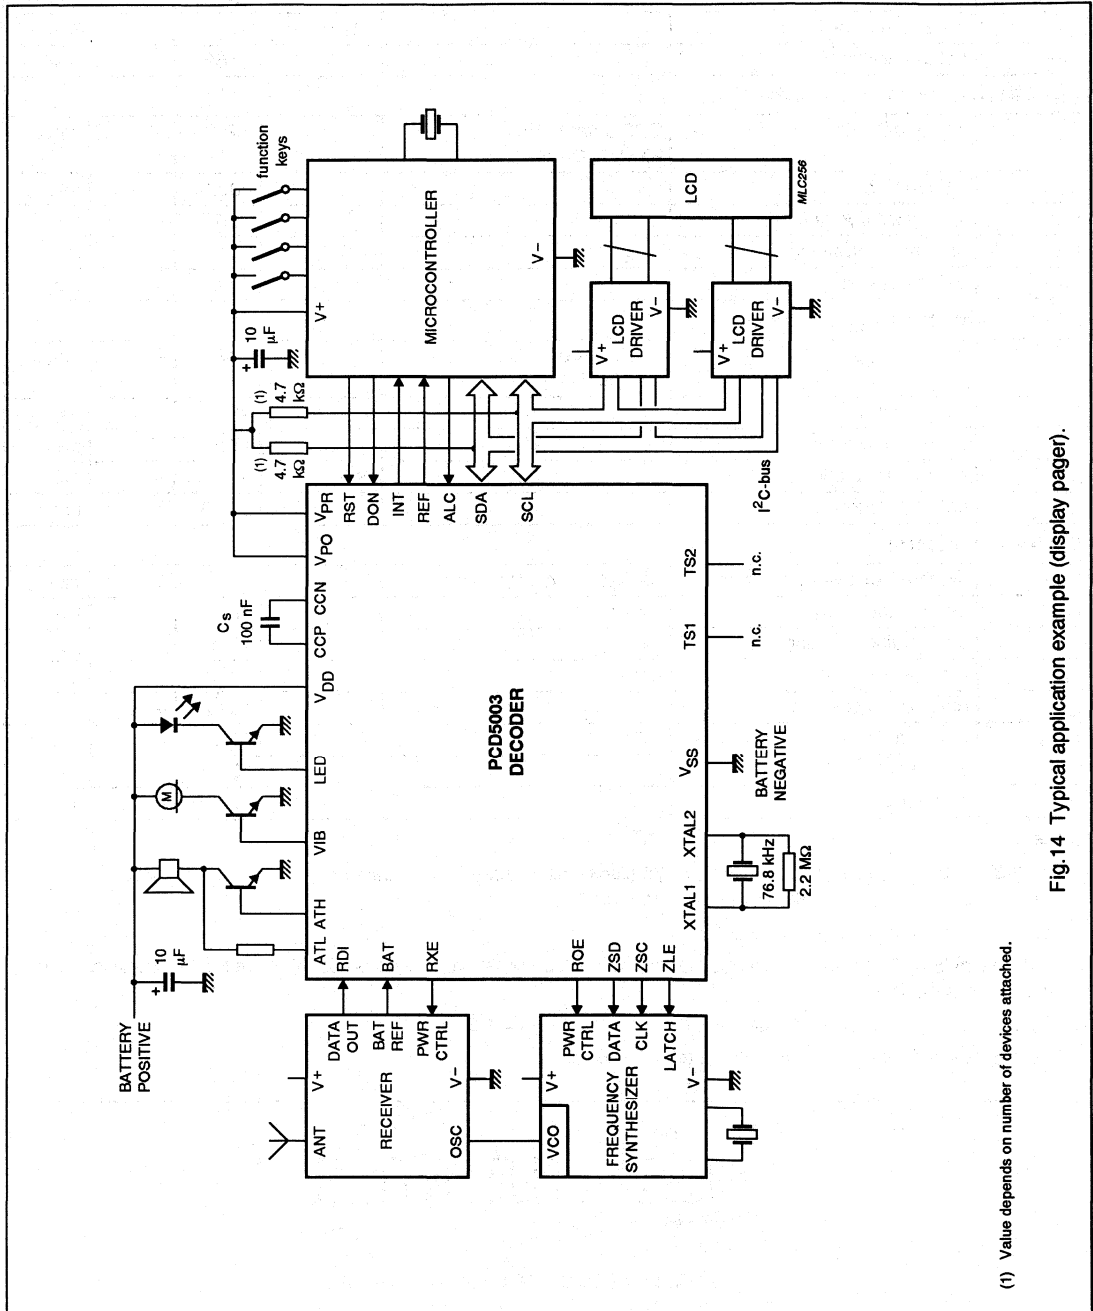 BATTERY
POSITIVE
+ 10
µF
ATL
ATH
VIB
LED
VDD
CCP
CCN
Cs
100 nF
VPO
VPR
(1)
4.7
kΩ
(1)
4.7
kΩ
+ 10
µF
function
keys
ANT
V+
RECEIVER
DATA
OUT
BAT
REF
PWR
CTRL
V−
OSC
RDI
BAT
RXE
ROE
ZSD
ZSC
ZLE
VCO
V+
FREQUENCY
SYNTHESIZER
PWR
CTRL
DATA
CLK
LATCH
V−
M
PCD5003
DECODER
RST
DON
INT
REF
ALC
SDA
SCL
V+
MICROCONTROLLER
V−
XTAL1
XTAL2
76.8 kHz
2.2 MΩ
VSS
BATTERY
NEGATIVE
TS1
n.c.
TS2
n.c.
I2C-bus
V+
LCD
DRIVER
V−
V+
LCD
DRIVER
V−
LCD
MLC256
(1) Value depends on number of devices attached.
Fig.14 Typical application example (display pager).